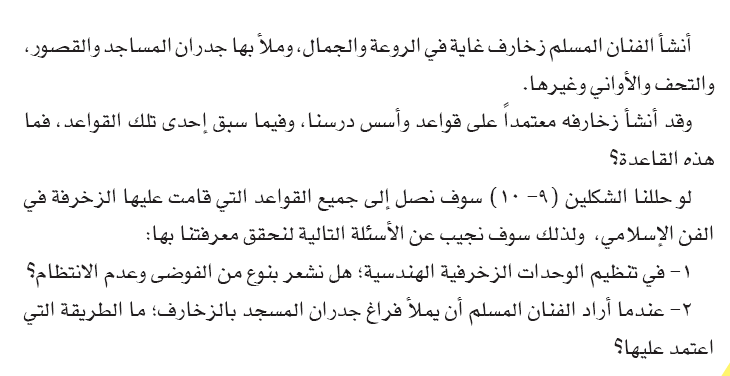 أنشأ الفنان المسلم زخارف غاية في الروعة والجمال، وملأ بها جدران المساجد والقصور،
والتحف والأواني وغيرها.
وقد أنشأ زخارفه معتمداً على قواعد وأسس درسنا، وفيما سبق إحدى تلك القواعد، فما
هذه القاعدة؟
لو حللنا الشكلين (٩- ١٠) سوف نصل إلى جميع القواعد التي قامت عليها الزخرفة في
الفن الإسلامي، ولذلك سوف نجيب عن الأسئلة التالية لنحقق معرفتنا بها:
١- في تنظيم الوحدات الزخرفية الهندسية؛ هل نشعر بنوع من الفوضى وعدم الانتظام؟
٢- عندما أراد الفنان المسلم أن يملأ فراغ جدران المسجد بالزخارف؛ ما الطريقة التي
اعتمد عليها؟